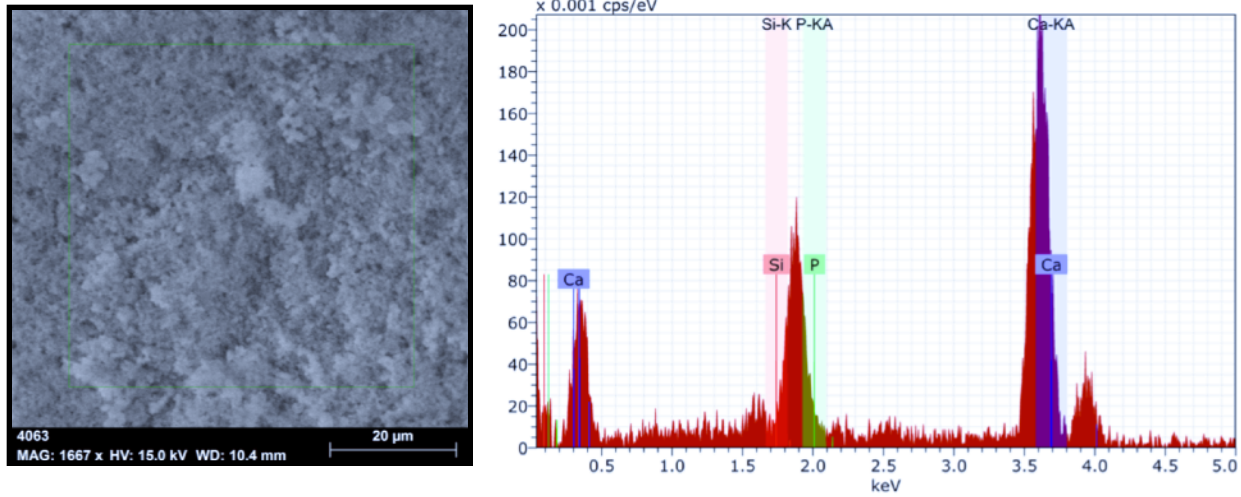 4063
20 µm
MAG: 1667 x HV: 15.0 kV WD: 10.4 mm
x 0.001 cps/eV
Si-K P-KA
Ca-KA
200
180
160
140
120
100
80
60
40
20
0
Ca
Si
P
Ca
0.5
1.0
1.5
2.0
2.5
3.0
3.5
4.0
4.5
5.0
keV